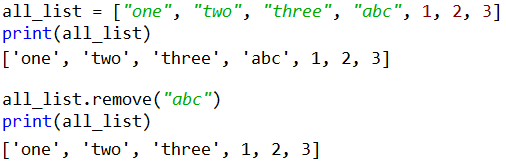 all_list = ["one", "two", "three", "abc", 1, 2, 3]
print(all_list)
['one', 'two', 'three', 'abc', 1, 2, 3]
all_list.remove("abc")
print(all_list)
['one', 'two', 'three', 1, 2, 3]